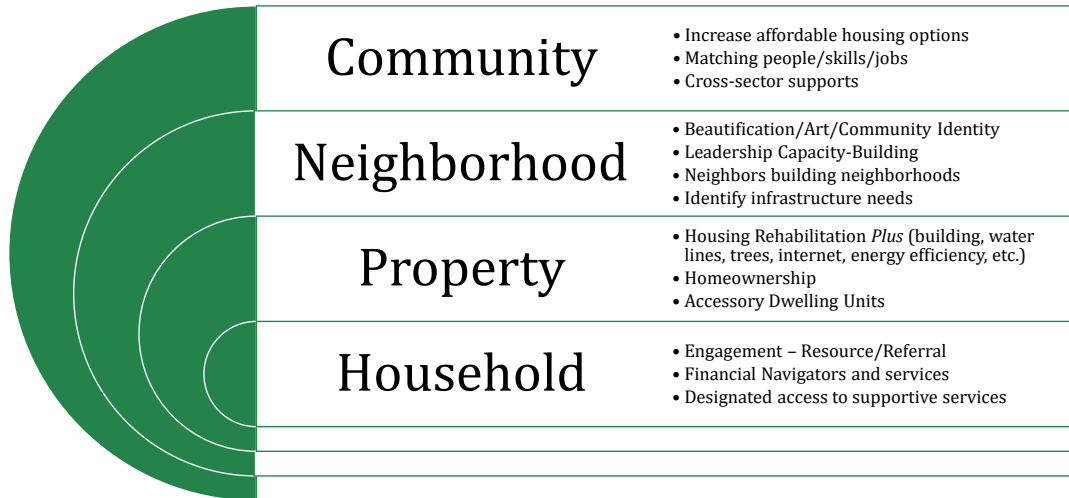 Community
• Increase affordable housing options
• Matching people/skills/jobs
• Cross-sector supports
Neighborhood
• Beautification/Art/Community Identity
• Leadership Capacity-Building
• Neighbors building neighborhoods
• Identify infrastructure needs
Property
• Housing Rehabilitation Plus (building, water
lines, trees, internet, energy efficiency, etc.)
• Homeownership
• Accessory Dwelling Units
Household
• Engagement – Resource/Referral
• Financial Navigators and services
• Designated access to supportive services